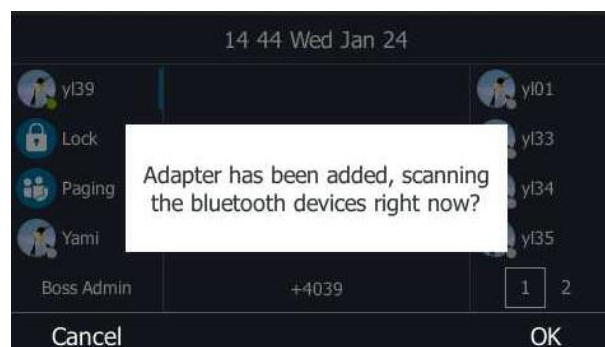 14 44 Wed Jan 24
yl39
yl01
Lock
yl33
Adapter has been added, scanning
the bluetooth devices right now?
Paging
yl34
Yami
yl35
Boss Admin
+4039
1 2
Cancel
OK